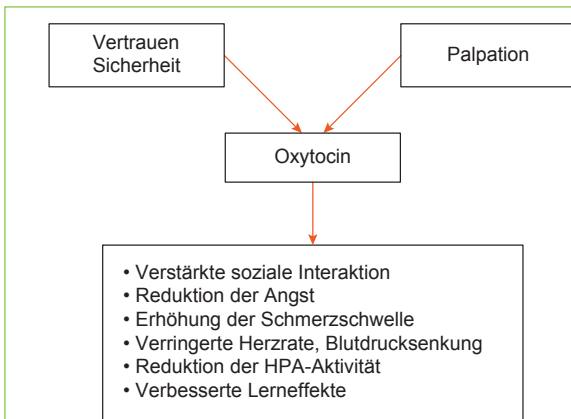 Vertrauen
Sicherheit
Palpation
Oxytocin
• Verstärkte soziale Interaktion
• Reduktion der Angst
• Erhöhung der Schmerzschwelle
• Verringerte Herzrate, Blutdrucksenkung
• Reduktion der HPA-Aktivität
• Verbesserte Lerneffekte